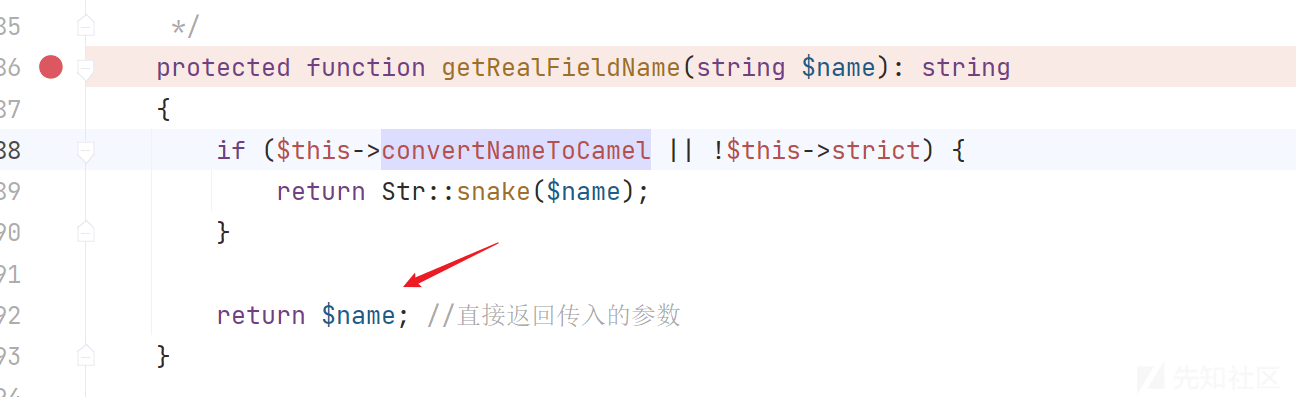 35 */
36 protected function getRealFieldName(string $name): string
37 {
38 if ($this->convertNameToCamel || !$this->strict) {
39 return Str::snake($name);
90 }
91
92 return $name; //直接返回传入的参数
93 }
先知社区